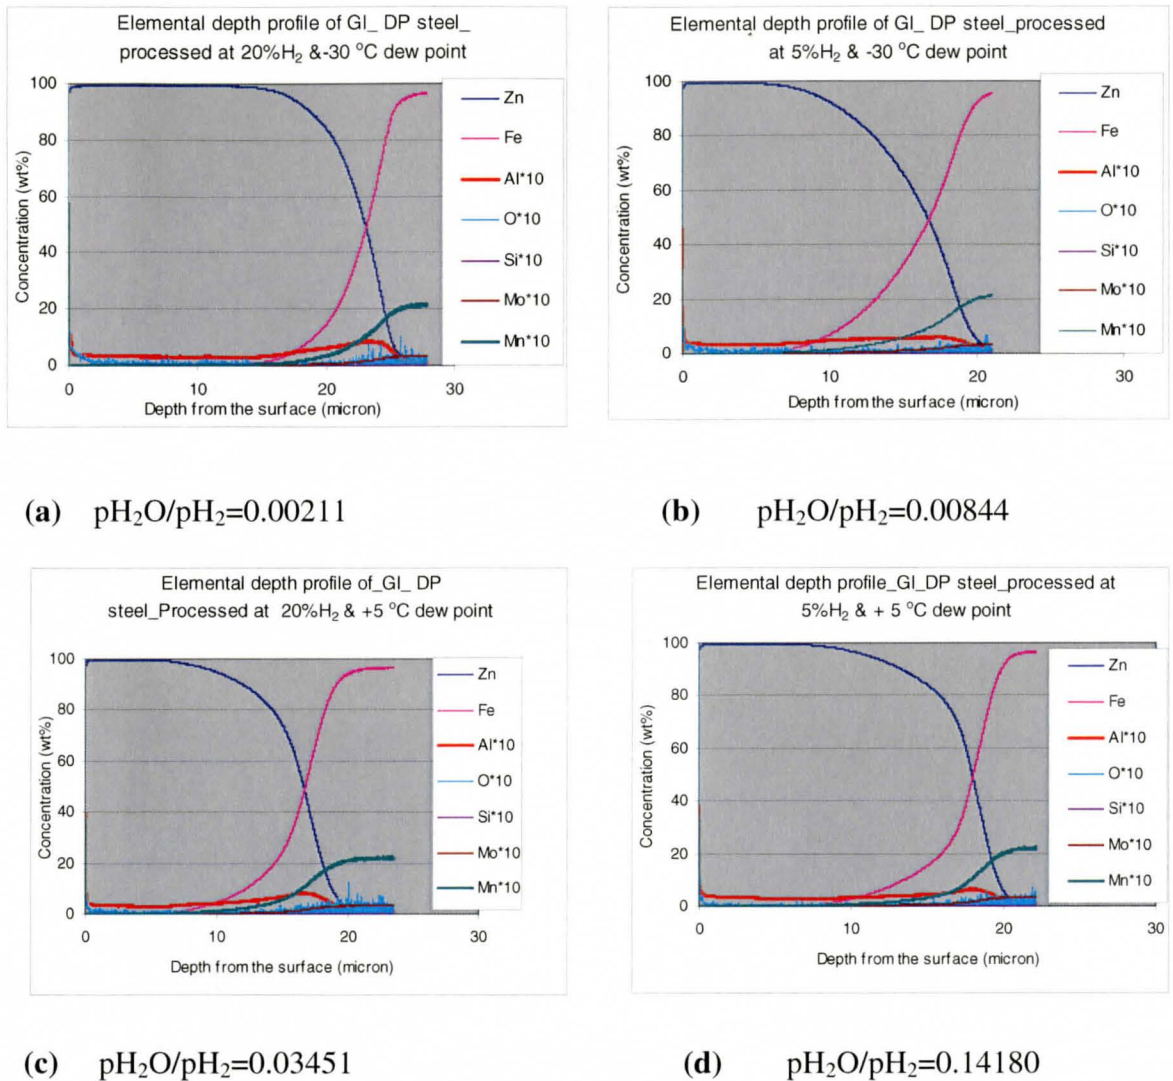 Elemental depth profile of GI_ DP steel_
processed at 20%H₂ &-30 °C dew point
Concentration (wt%)
100
80
60
40
20
0
0 10 20 30
Depth from the surface (micron)
Zn
Fe
Al*10
O*10
Si*10
Mo*10
Mn*10
Elemental depth profile of GI_ DP steel_processed
at 5%H₂ & -30 °C dew point
Concentration (wt%)
100
80
60
40
20
0
0 10 20 30
Depth from the surface (micron)
Zn
Fe
Al*10
O*10
Si*10
Mo*10
Mn*10
(a) pH₂O/pH₂=0.00211
(b) pH₂O/pH₂=0.00844
Elemental depth profile of_GI_ DP
steel_Processed at 20%H₂ & +5 °C dew point
Concentration (wt%)
100
80
60
40
20
0
0 10 20 30
Depth from the surface (micron)
Zn
Fe
Al*10
O*10
Si*10
Mo*10
Mn*10
Elemental depth profile_GI_DP steel_processed at
5%H₂ & + 5 °C dew point
Concentration (wt%)
100
80
60
40
20
0
0 10 20 30
Depth from the surface (micron)
Zn
Fe
Al*10
O*10
Si*10
Mo*10
Mn*10
(c) pH₂O/pH₂=0.03451
(d) pH₂O/pH₂=0.14180